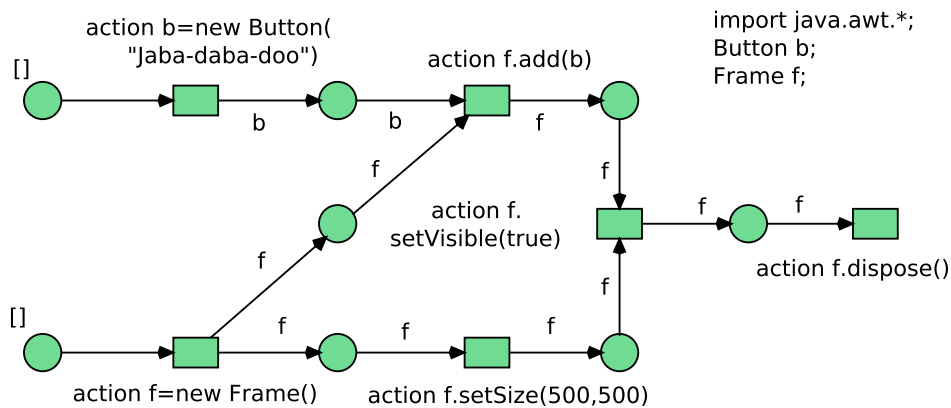 import java.awt.*;
Button b;
Frame f;
action b=new Button(
"Jaba-daba-doo")
[]
action f.add(b)
b
b
f
f
f
action f.
setVisible(true)
f
f
f
action f.dispose()
f
[]
f
f
f
action f=new Frame()
action f.setSize(500,500)